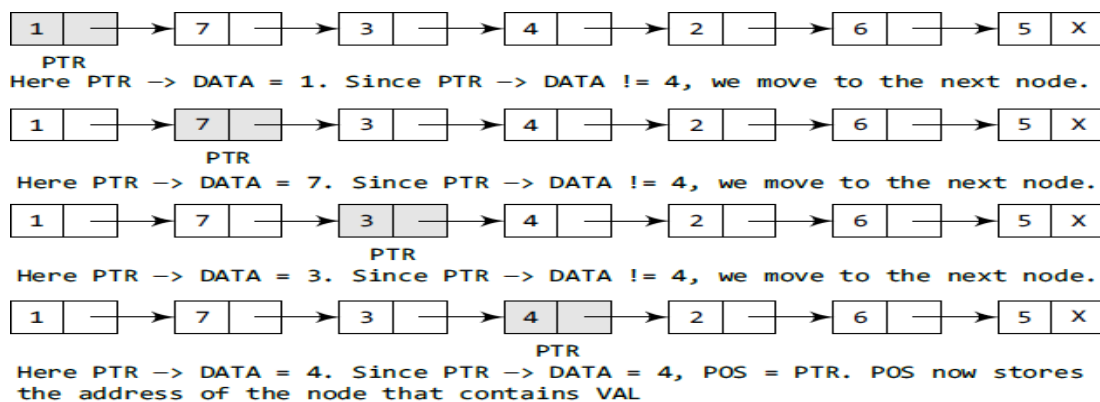 1 7 3 4 2 6 5 X
PTR
Here PTR —> DATA = 1. Since PTR —> DATA != 4, we move to the next node.
1 7 3 4 2 6 5 X
PTR
Here PTR —> DATA = 7. Since PTR —> DATA != 4, we move to the next node.
1 7 3 4 2 6 5 X
PTR
Here PTR —> DATA = 3. Since PTR —> DATA != 4, we move to the next node.
1 7 3 4 2 6 5 X
PTR
Here PTR —> DATA = 4. Since PTR —> DATA = 4, POS = PTR. POS now stores
the address of the node that contains VAL